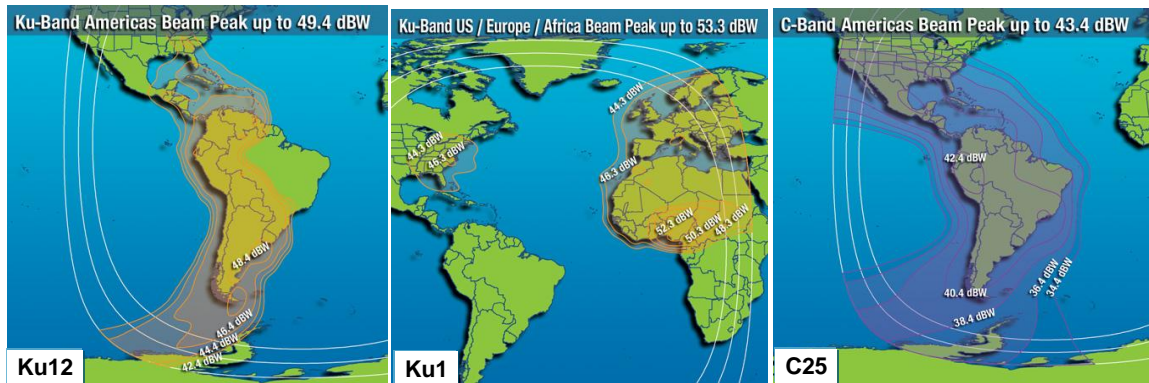 Ku-Band Americas Beam Peak up to 49.4 dBW
48.4 dBW
46.4 dBW
44.4 dBW
42.4 dBW
Ku12
Ku-Band US / Europe / Africa Beam Peak up to 53.3 dBW
44.3 dBW
44.3 dBW
46.3 dBW
46.3 dBW
52.3 dBW
50.3 dBW
48.3 dBW
Ku1
C-Band Americas Beam Peak up to 43.4 dBW
42.4 dBW
40.4 dBW
36.4 dBW
34.4 dBW
38.4 dBW
C25